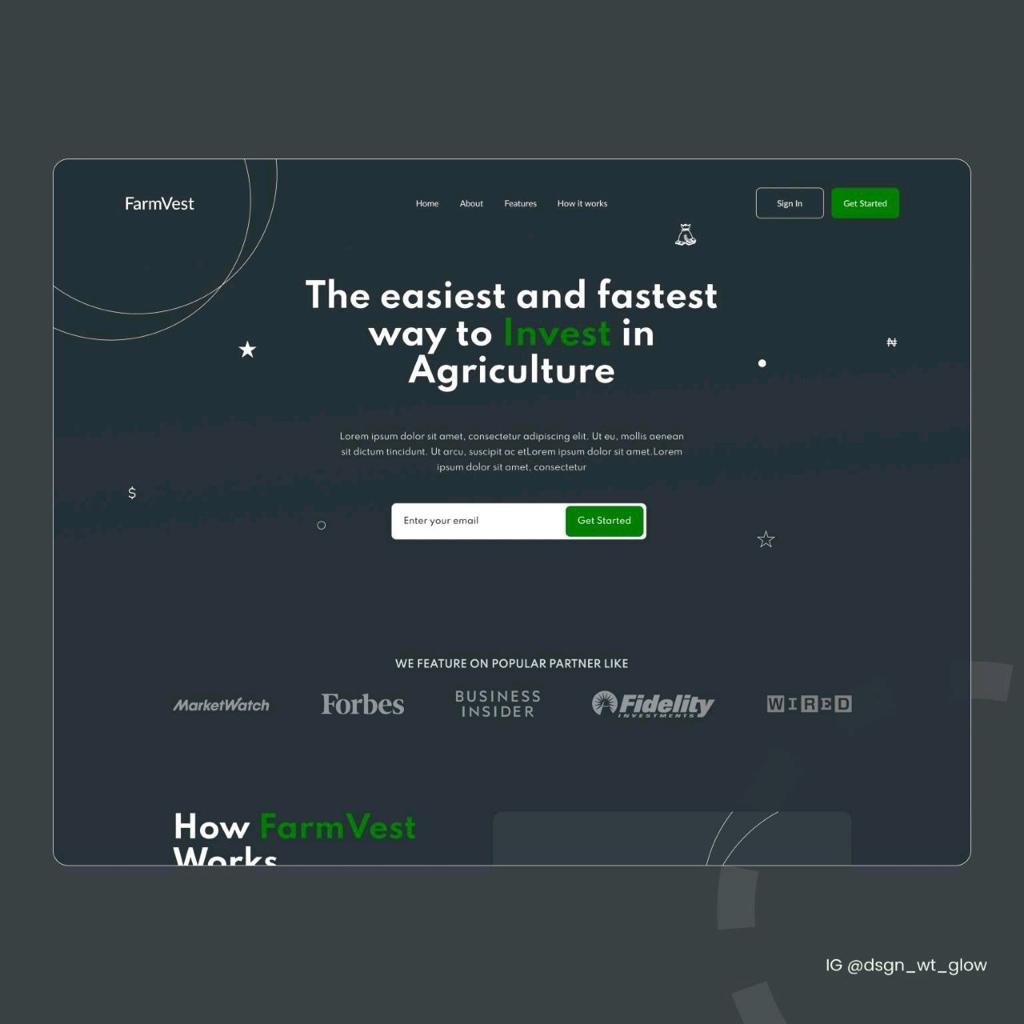 FarmVest
Home About Features How it works
Sign In Get Started
The easiest and fastest
way to Invest in
Agriculture
₦
Lorem ipsum dolor sit amet, consectetur adipiscing elit. Ut eu, mollis aenean
sit dictum tincidunt. Ut arcu, suscipit ac etLorem ipsum dolor sit amet.Lorem
ipsum dolor sit amet, consectetur
$
Enter your email Get Started
WE FEATURE ON POPULAR PARTNER LIKE
MarketWatch Forbes BUSINESS INSIDER Fidelity INVESTMENTS WIRED
How FarmVest
Works
IG @dsgn_wt_glow